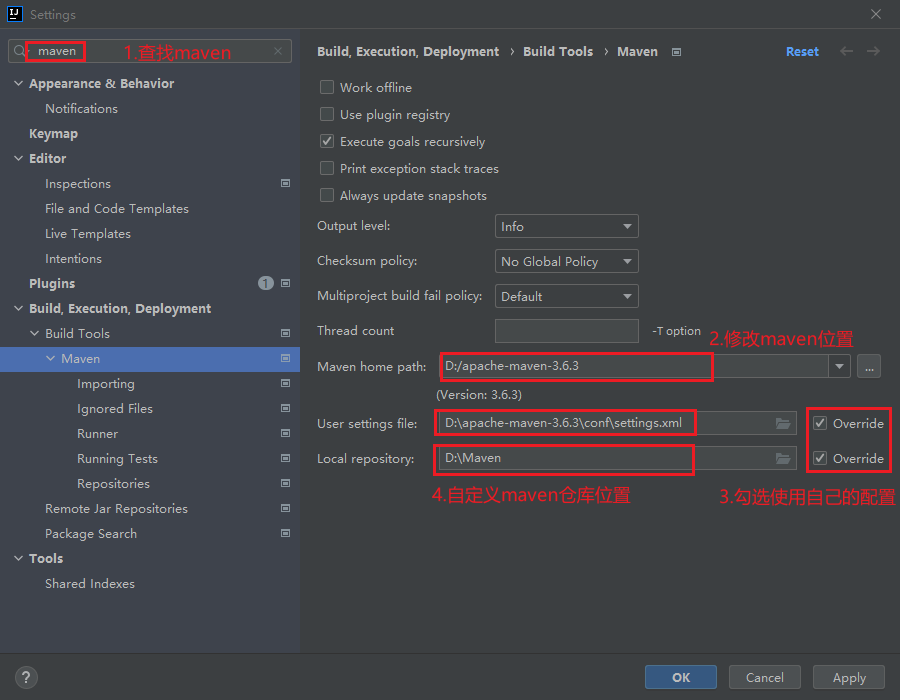 Settings
maven 1.查找maven
Appearance & Behavior
Notifications
Keymap
Editor
Inspections
File and Code Templates
Live Templates
Intentions
Plugins 1
Build, Execution, Deployment
Build Tools
Maven
Importing
Ignored Files
Runner
Running Tests
Repositories
Remote Jar Repositories
Package Search
Tools
Shared Indexes
Build, Execution, Deployment › Build Tools › Maven Reset
Work offline
Use plugin registry
Execute goals recursively
Print exception stack traces
Always update snapshots
Output level: Info
Checksum policy: No Global Policy
Multiproject build fail policy: Default
Thread count -T option
2.修改maven位置
Maven home path: D:/apache-maven-3.6.3 ...
(Version: 3.6.3)
User settings file: D:\apache-maven-3.6.3\conf\settings.xml Override
Local repository: D:\Maven Override
4.自定义maven仓库位置 3.勾选使用自己的配置
? OK Cancel Apply